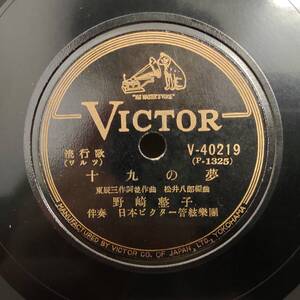 "HIS MASTER'S VOICE"
VICTOR
流行歌
(ワルツ)
V-40219
(P-1325)
十九の夢
東辰三作詞並作曲 松井八郎編曲
野崎整子
伴奏 日本ビクター管絃樂團
MANUFACTURED BY VICTOR CO. OF JAPAN, LTD., YOKOHAMA